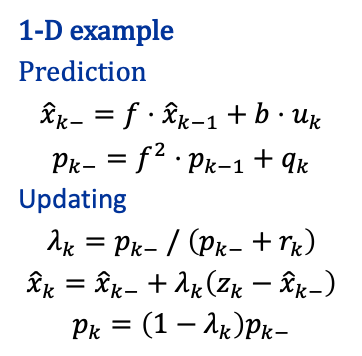 1-D example
Prediction
x̂ₖ₋ = f · x̂ₖ₋₁ + b · uₖ
pₖ₋ = f² · pₖ₋₁ + qₖ
Updating
λₖ = pₖ₋ / (pₖ₋ + rₖ)
x̂ₖ = x̂ₖ₋ + λₖ(zₖ − x̂ₖ₋)
pₖ = (1 − λₖ)pₖ₋